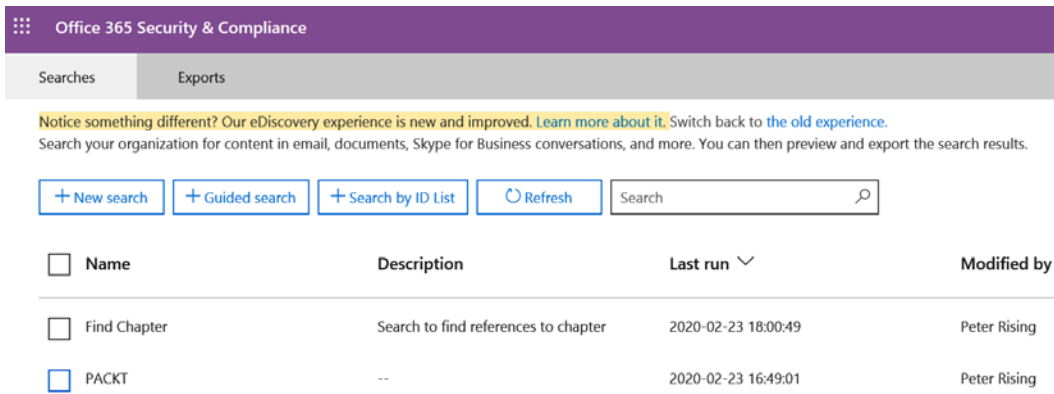 Office 365 Security & Compliance
Searches Exports
Notice something different? Our eDiscovery experience is new and improved. Learn more about it. Switch back to the old experience.
Search your organization for content in email, documents, Skype for Business conversations, and more. You can then preview and export the search results.
+ New search + Guided search + Search by ID List Refresh Search
Name Description Last run Modified by
Find Chapter Search to find references to chapter 2020-02-23 18:00:49 Peter Rising
PACKT -- 2020-02-23 16:49:01 Peter Rising